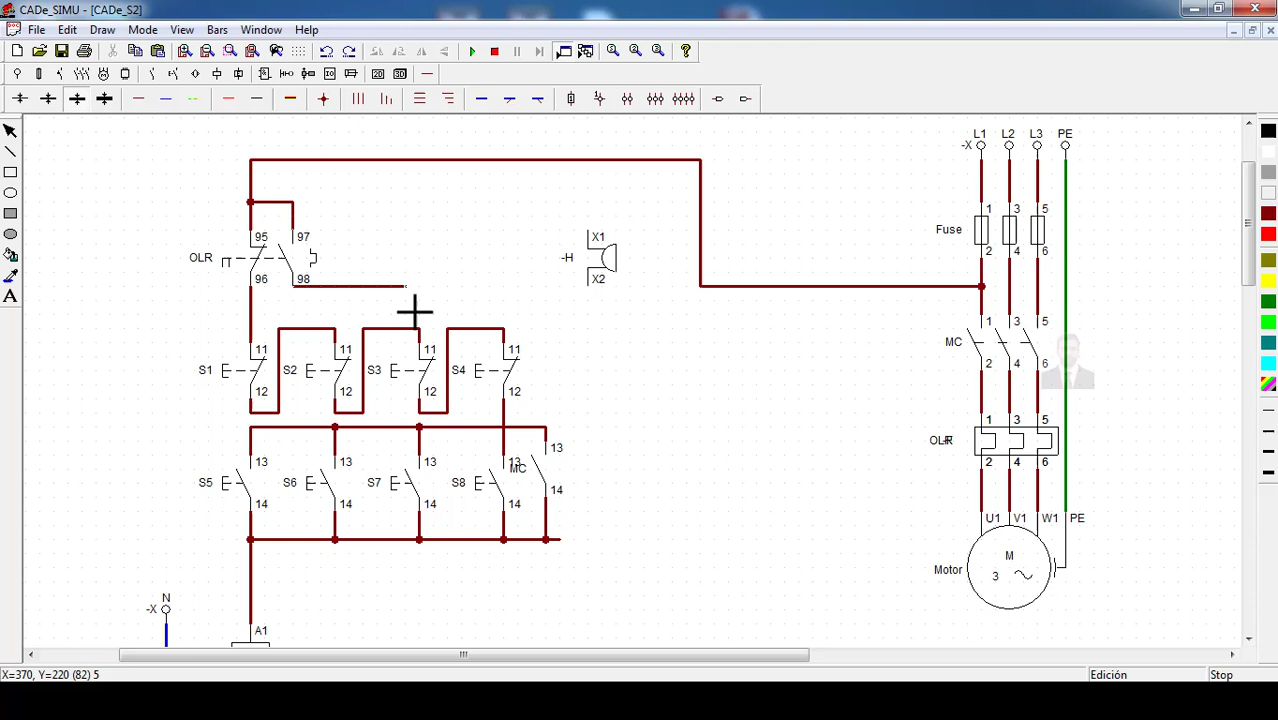 CADe_SIMU - [CADe_S2]
File Edit Draw Mode View Bars Window Help
L1 L2 L3 PE
-X
1 3 5
Fuse
2 4 6
95 97
OLR
96 98
-H
X1
X2
1 3 5
MC
2 4 6
11 11 11 11
S1 S2 S3 S4
12 12 12 12
1 3 5
OLR
2 4 6
13 13 13 13 13
MC
S5 S6 S7 S8
14 14 14 14 14
U1 V1 W1 PE
M
3
Motor
N
-X
A1
X=370, Y=220 (82) 5
Edición
Stop